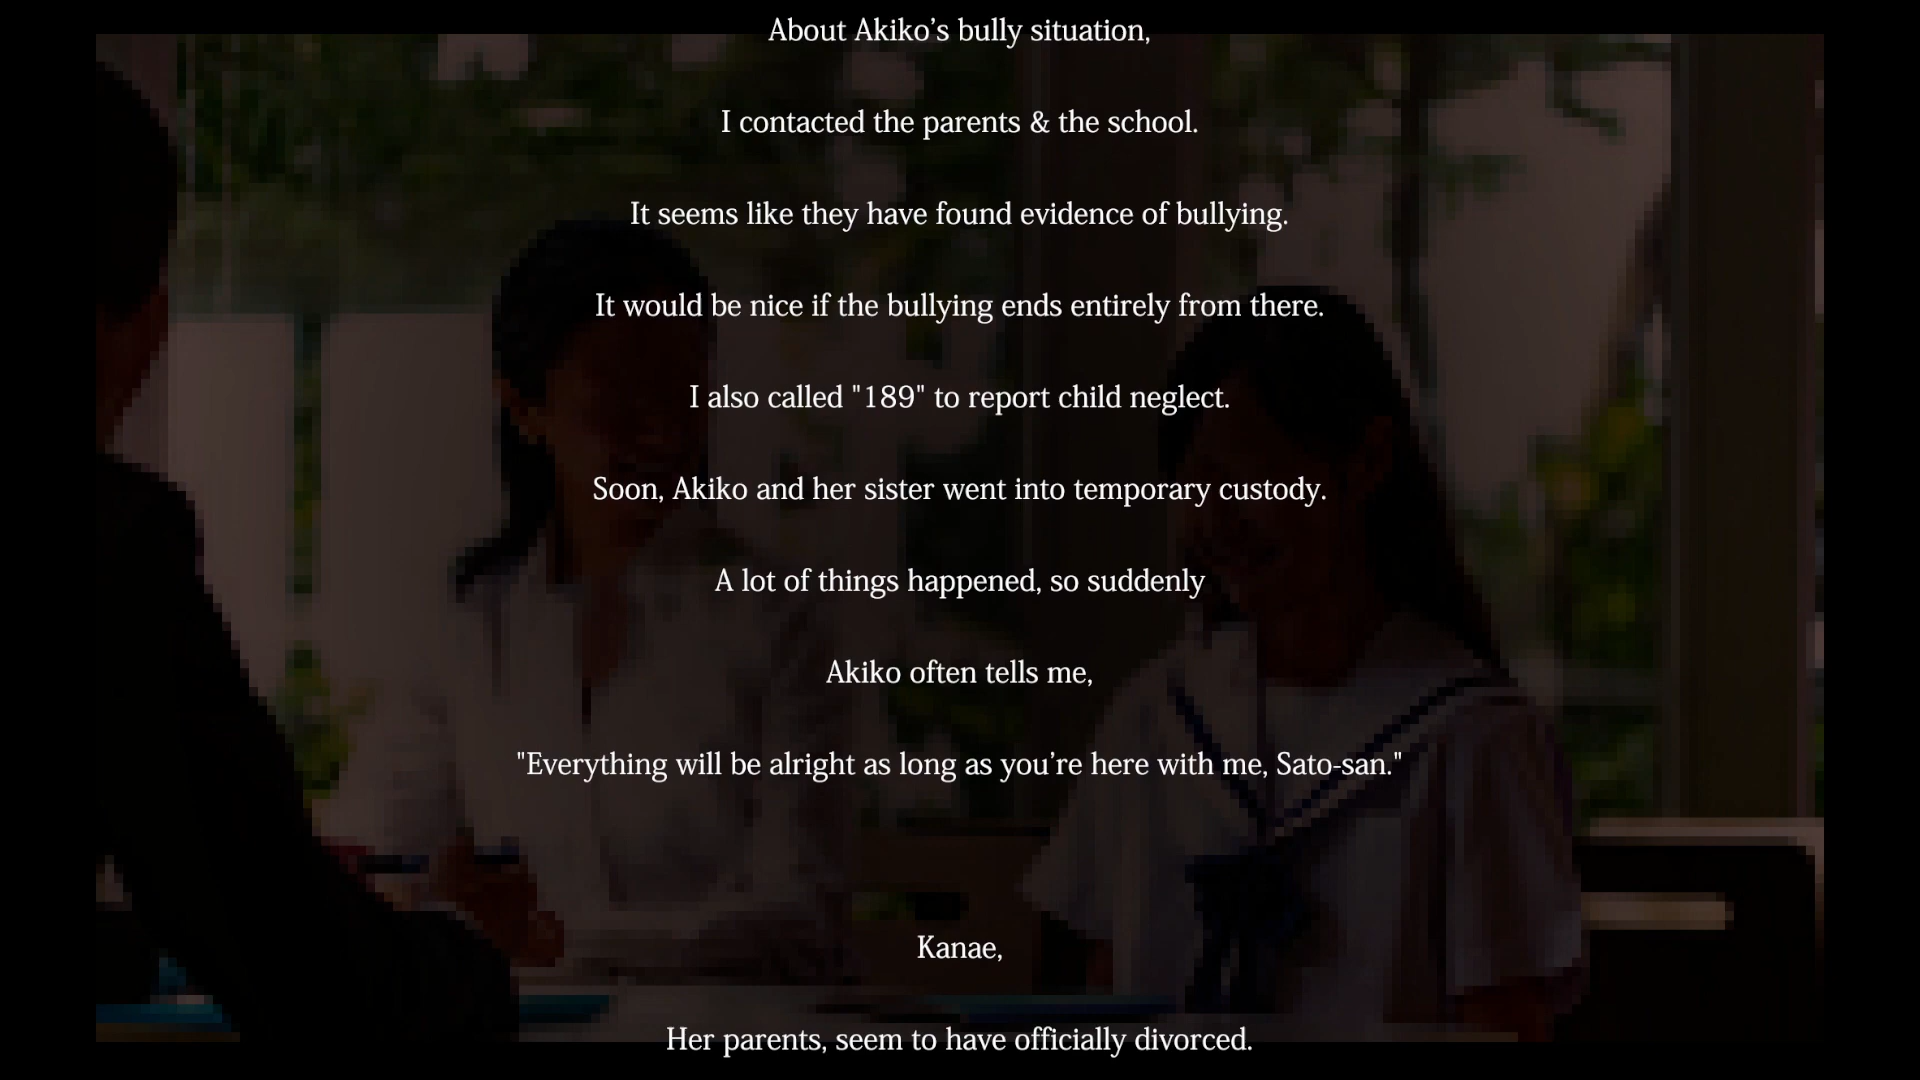 About Akiko’s bully situation,
I contacted the parents & the school.
It seems like they have found evidence of bullying.
It would be nice if the bullying ends entirely from there.
I also called "189" to report child neglect.
Soon, Akiko and her sister went into temporary custody.
A lot of things happened, so suddenly
Akiko often tells me,
"Everything will be alright as long as you’re here with me, Sato-san."
Kanae,
Her parents, seem to have officially divorced.